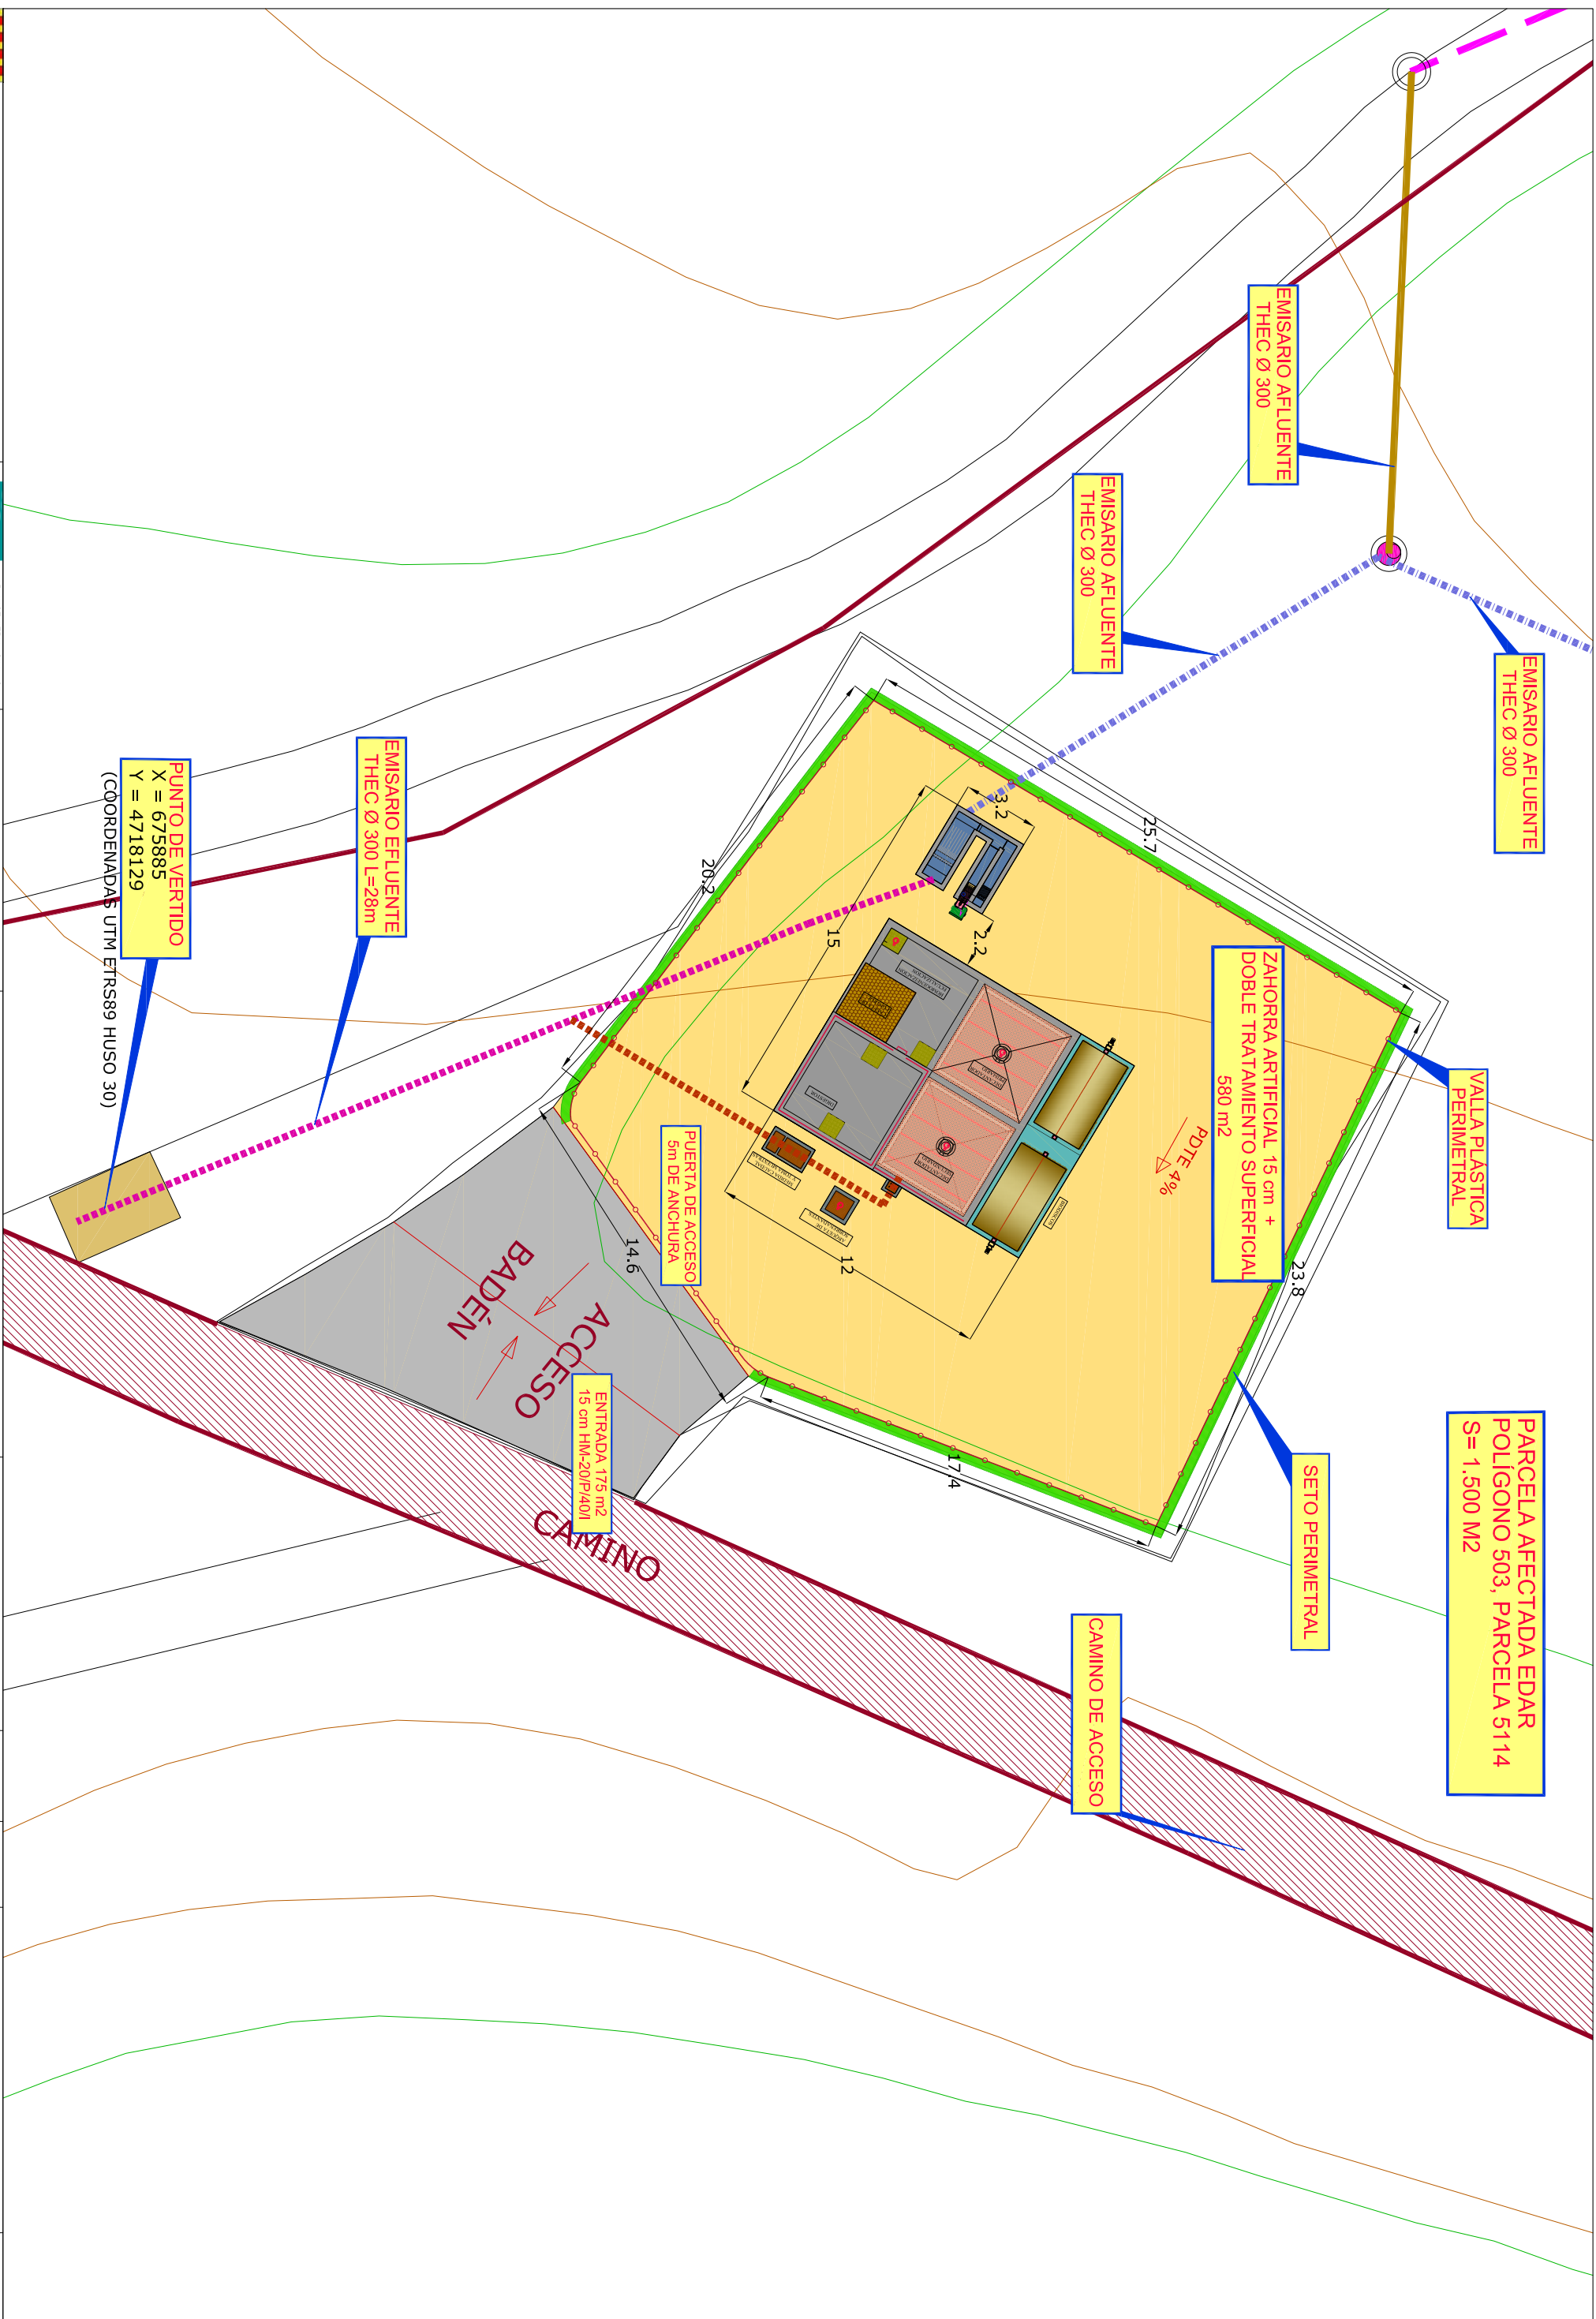 PARCELA AFECTADA EDAR
POLÍGONO 503, PARCELA 5114
S= 1.500 M2
EMISARIO AFLUENTE
THEC Ø 300
VALLA PLÁSTICA
PERIMETRAL
SETO PERIMETRAL
EMISARIO AFLUENTE
THEC Ø 300
ZAHORRA ARTIFICIAL 15 cm +
DOBLE TRATAMIENTO SUPERFICIAL
580 m2
23.8
PDTE 4%
25.7
EMISARIO AFLUENTE
THEC Ø 300
CAMINO DE ACCESO
3.2
2.2
17.4
15
12
20.2
DIGESTOR
PUERTA DE ACCESO
5m DE ANCHURA
14.6
ENTRADA 175 m2
15 cm HM-20/P/40/I
CAMINO
ACCESO
BADÉN
EMISARIO EFLUENTE
THEC Ø 300 L=28m
PUNTO DE VERTIDO
X = 675885
Y = 4718129
(COORDENADAS UTM ETRS89 HUSO 30)